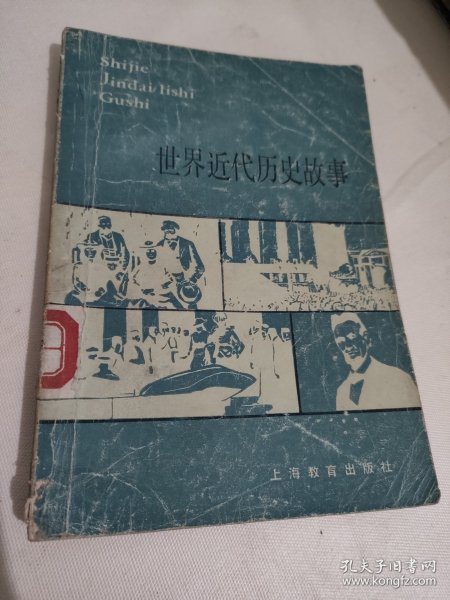 Shijie
Jindai lishi
Gushi
世界近代历史故事
上海教育出版社
孔夫子旧书网
www.kongfz.com